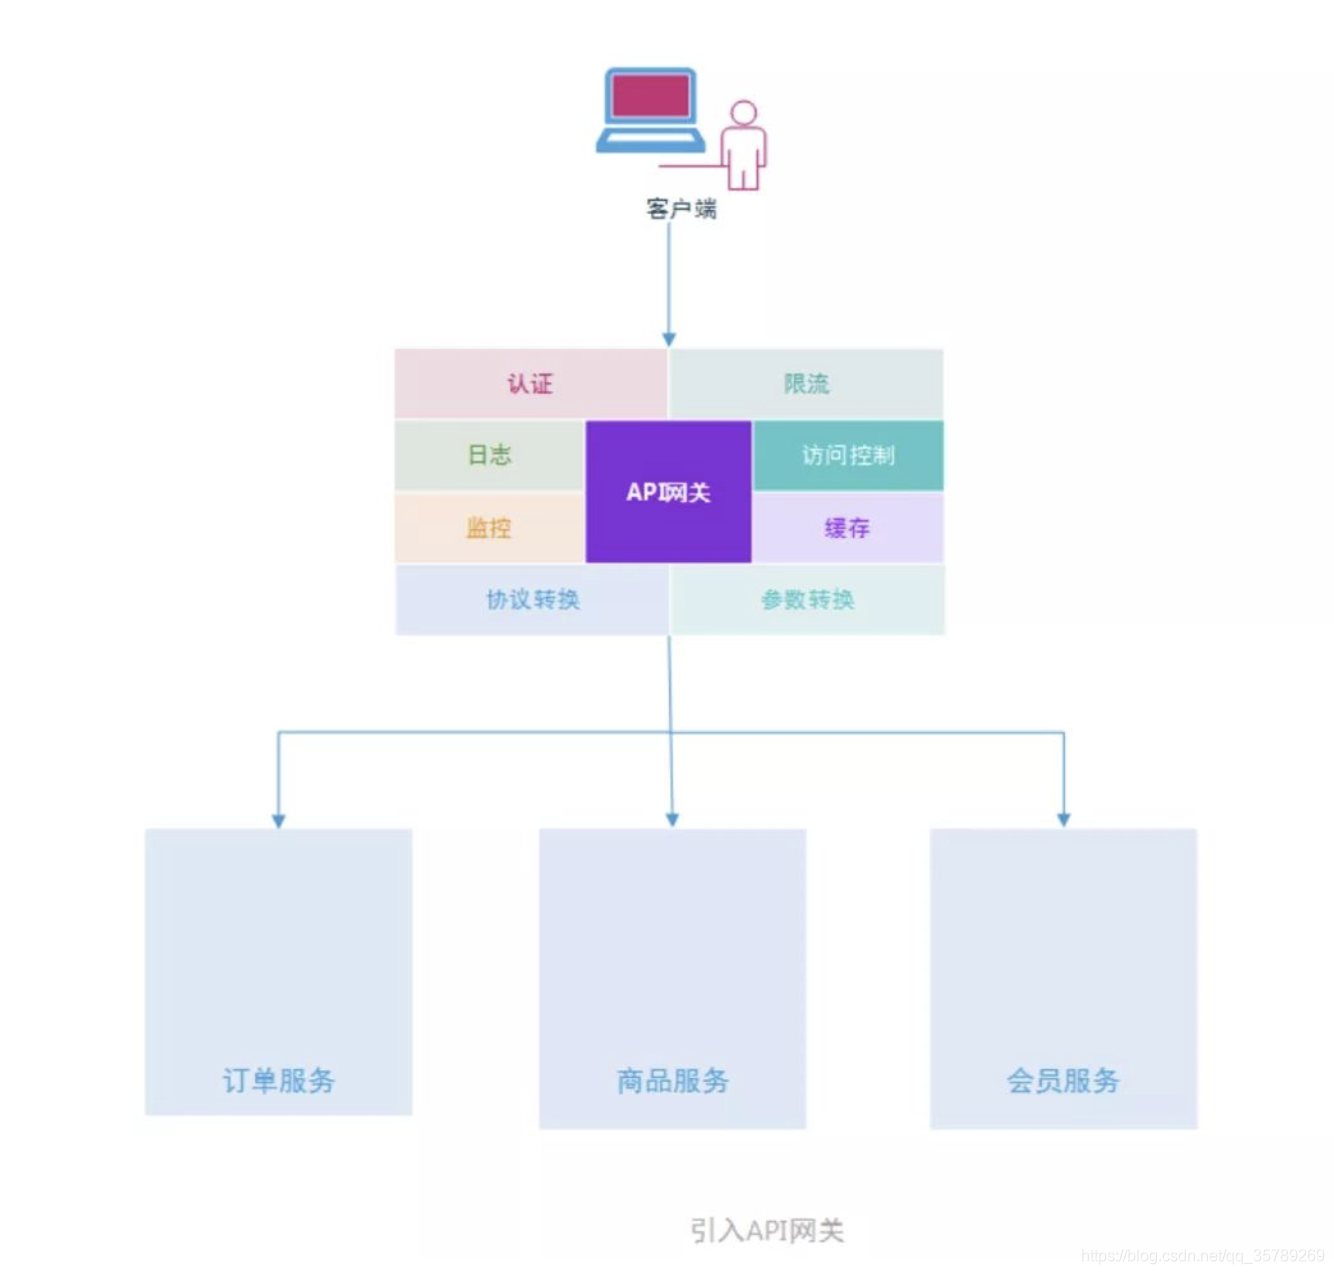 客户端
认证
限流
日志
API网关
访问控制
监控
缓存
协议转换
参数转换
订单服务
商品服务
会员服务
引入API网关
https://blog.csdn.net/qq_35789269